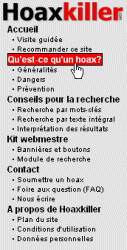 Hoaxkiller
Accueil
• Visite guidée
• Recommander ce site
Qu'est-ce qu'un hoax?
• Généralités
• Dangers
• Prévention
Conseils pour la recherche
• Recherche par mots-clés
• Recherche par texte intégral
• Interprétation des résultats
Kit webmestre
• Bannières et boutons
• Module de recherche
Contact
• Soumettre un hoax
• Foire aux question (FAQ)
• Nous écrire
A propos de Hoaxkiller
• Plan du site
• Conditions d'utilisation
• Données personnelles